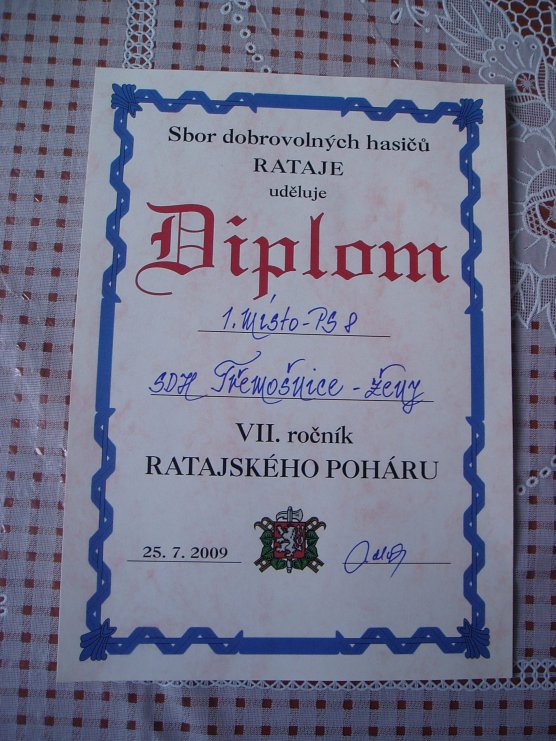 Sbor dobrovolných hasičů
RATAJE
uděluje
Diplom
1. Místo - PS 8
SDH Třemošnice - ženy
VII. ročník
RATAJSKÉHO POHÁRU
25. 7. 2009